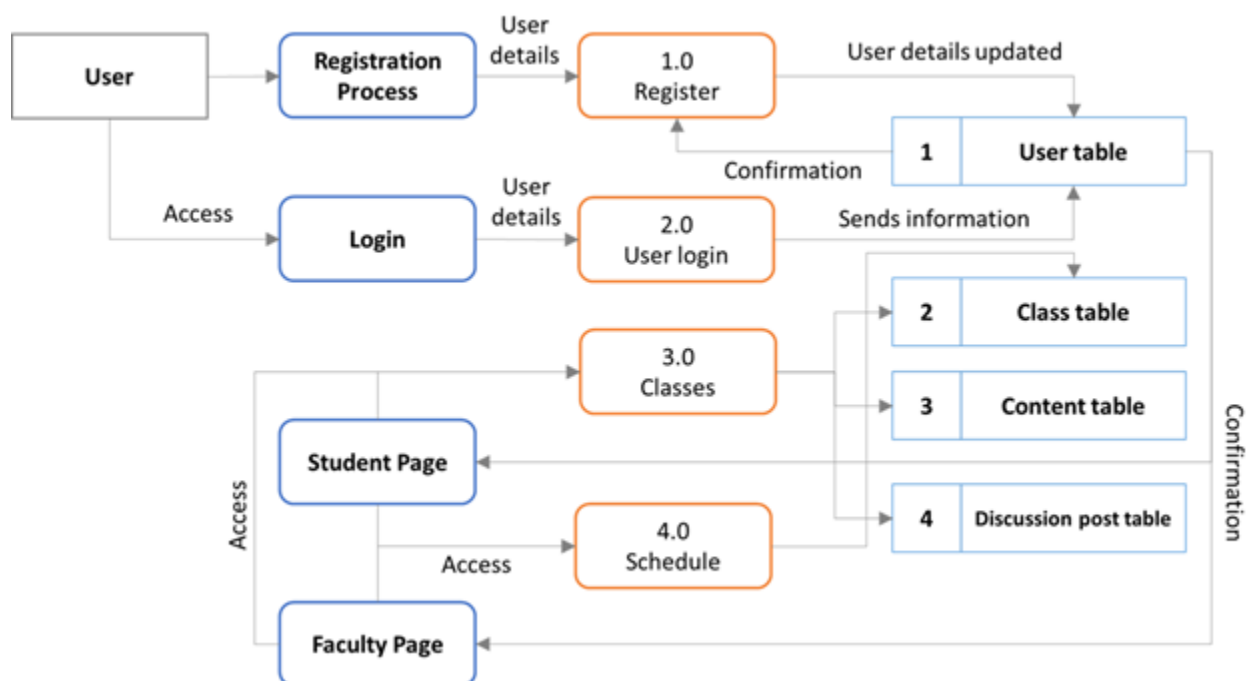 User
Registration
Process
User
details
1.0
Register
User details updated
1
User table
Confirmation
Access
Login
User
details
2.0
User login
Sends information
2
Class table
3.0
Classes
3
Content table
Student Page
Confirmation
Access
4.0
Schedule
4
Discussion post table
Access
Faculty Page